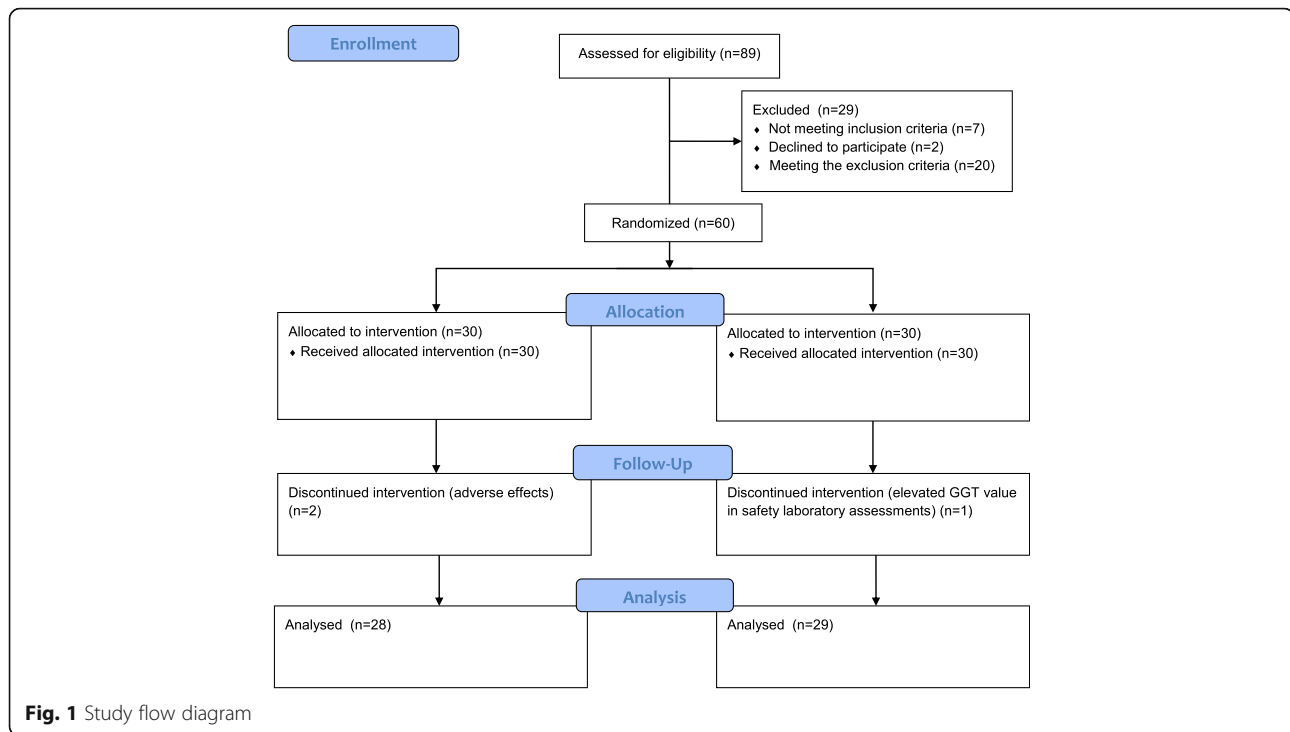 Enrollment
Assessed for eligibility (n=89)
Excluded (n=29)
♦ Not meeting inclusion criteria (n=7)
♦ Declined to participate (n=2)
♦ Meeting the exclusion criteria (n=20)
Randomized (n=60)
Allocation
Allocated to intervention (n=30)
♦ Received allocated intervention (n=30)
Allocated to intervention (n=30)
♦ Received allocated intervention (n=30)
Follow-Up
Discontinued intervention (adverse effects)
(n=2)
Discontinued intervention (elevated GGT value
in safety laboratory assessments) (n=1)
Analysis
Analysed (n=28)
Analysed (n=29)
Fig. 1 Study flow diagram